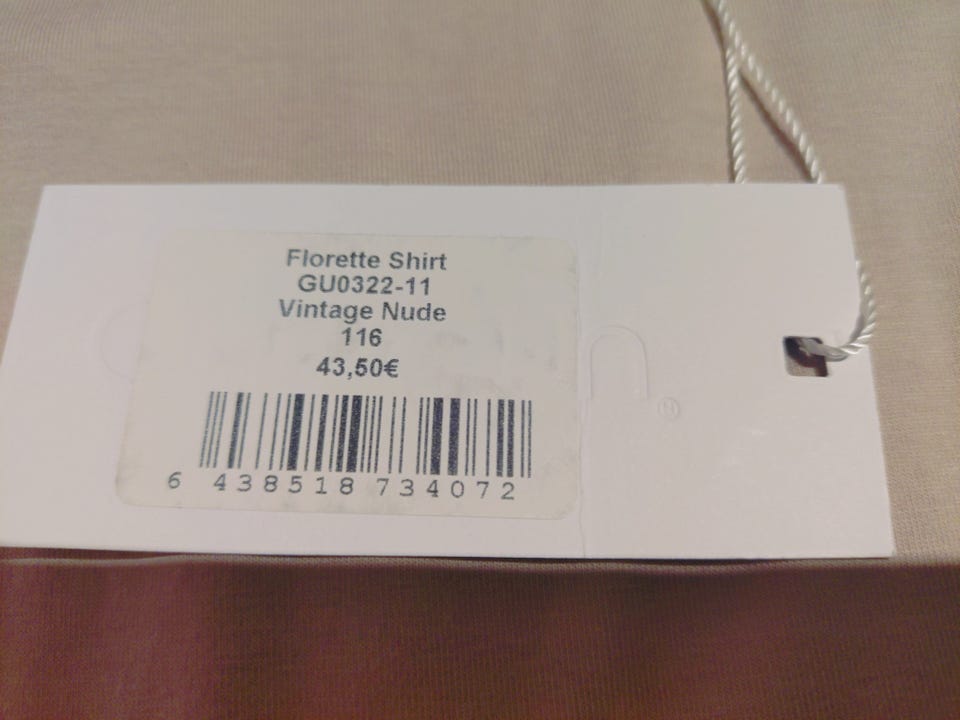 Florette Shirt
GU0322-11
Vintage Nude
116
43,50€
6 438518 734072